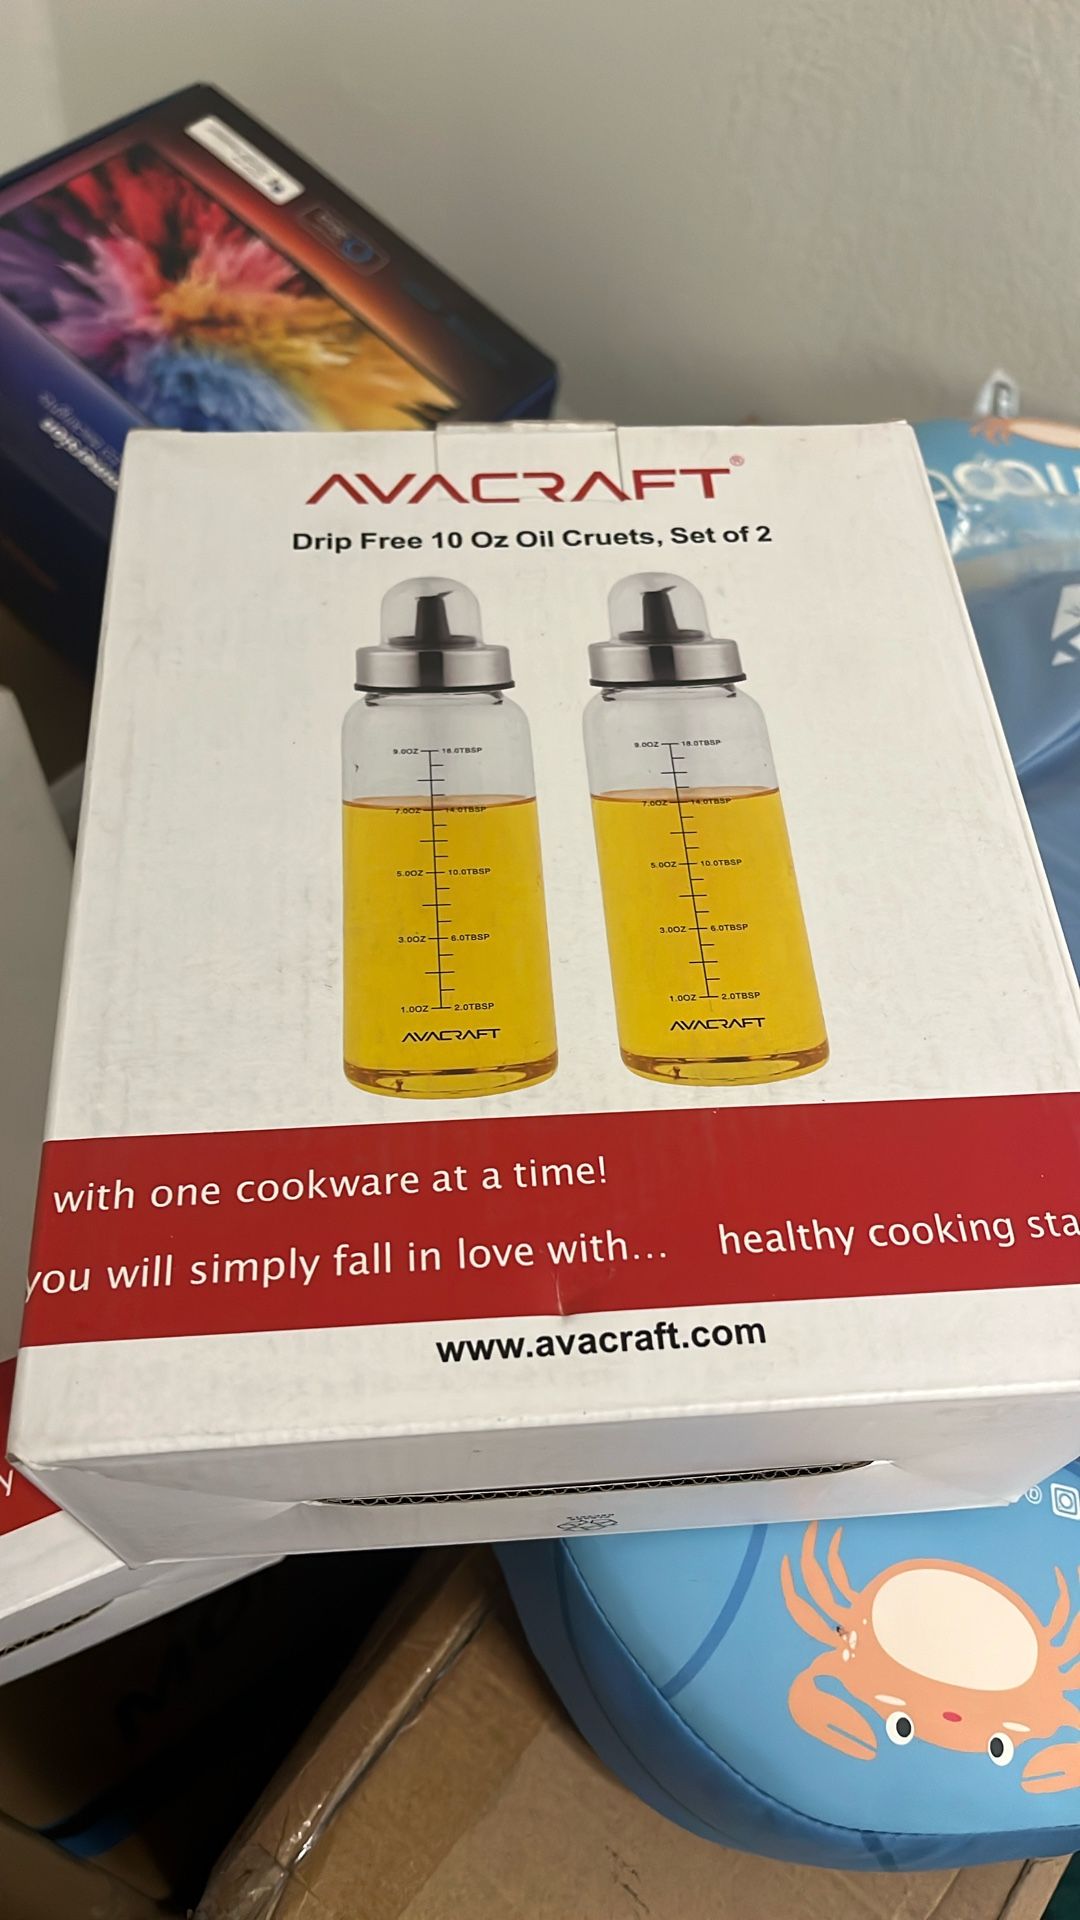 AVACRAFT®
Drip Free 10 Oz Oil Cruets, Set of 2
9.0OZ 18.0TBSP
7.0OZ 14.0TBSP
5.0OZ 10.0TBSP
3.0OZ 6.0TBSP
1.0OZ 2.0TBSP
AVACRAFT
9.0OZ 18.0TBSP
7.0OZ 14.0TBSP
5.0OZ 10.0TBSP
3.0OZ 6.0TBSP
1.0OZ 2.0TBSP
AVACRAFT
with one cookware at a time!
you will simply fall in love with... healthy cooking sta
www.avacraft.com
y